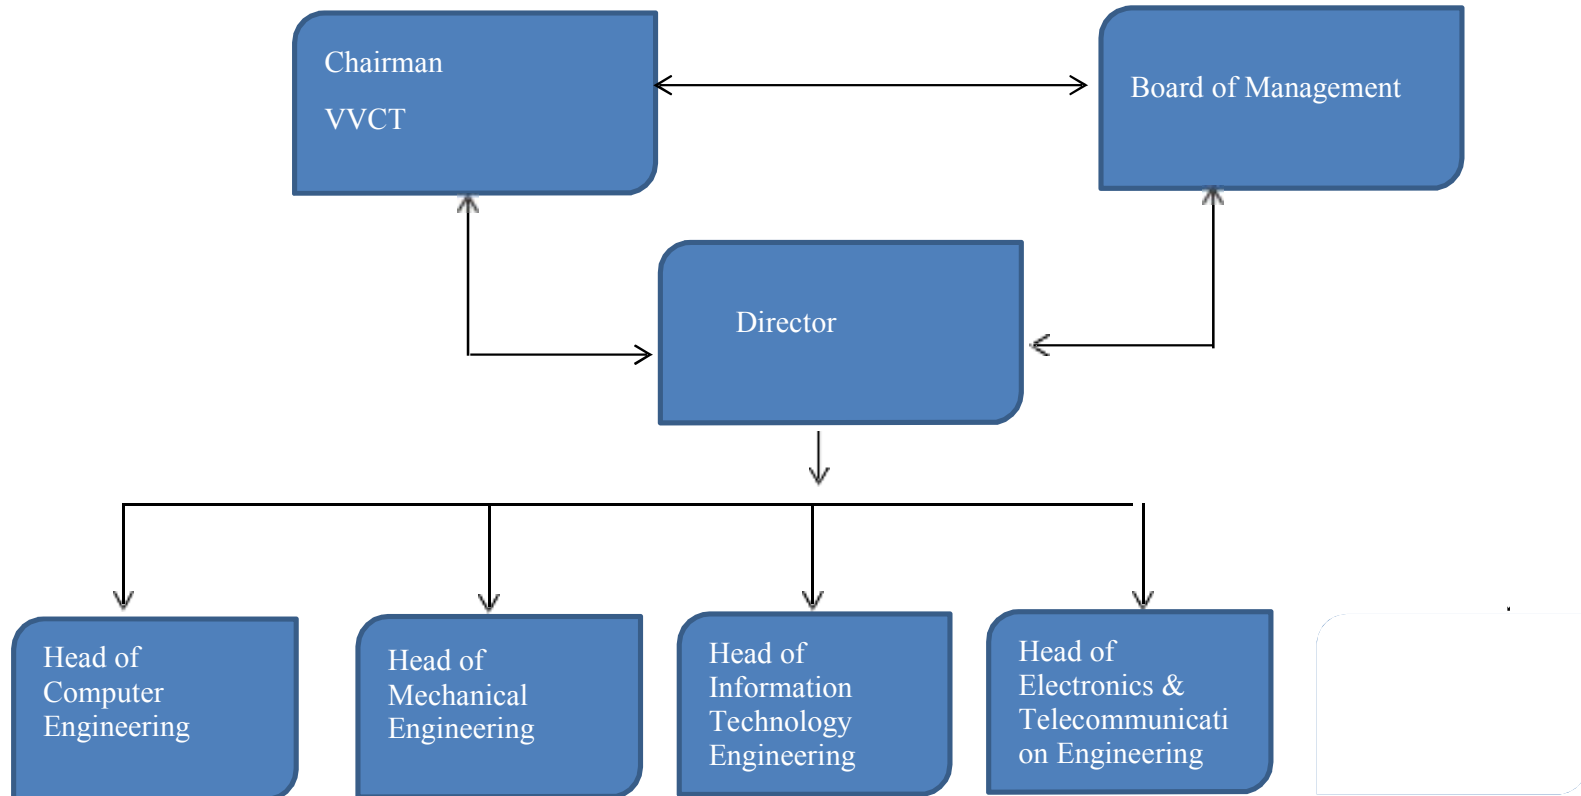 Chairman
VVCT
Board of Management
Director
Head of
Computer
Engineering
Head of
Mechanical
Engineering
Head of
Information
Technology
Engineering
Head of
Electronics &
Telecommunicati
on Engineering